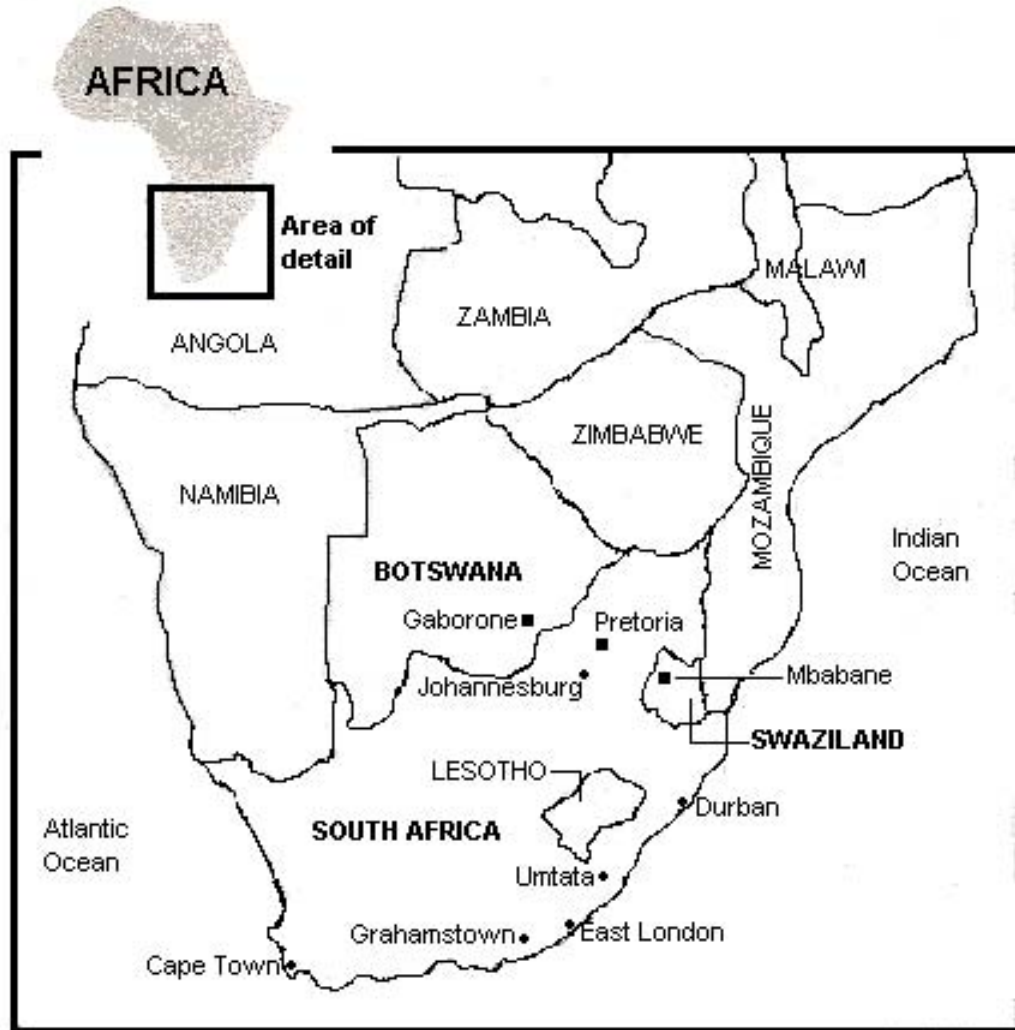 AFRICA
Area of
detail
MALAWI
ZAMBIA
ANGOLA
ZIMBABWE
MOZAMBIQUE
NAMIBIA
Indian
Ocean
BOTSWANA
Gaborone
Pretoria
Johannesburg
Mbabane
SWAZILAND
LESOTHO
Durban
Atlantic
Ocean
SOUTH AFRICA
Umtata
Grahamstown
East London
Cape Town